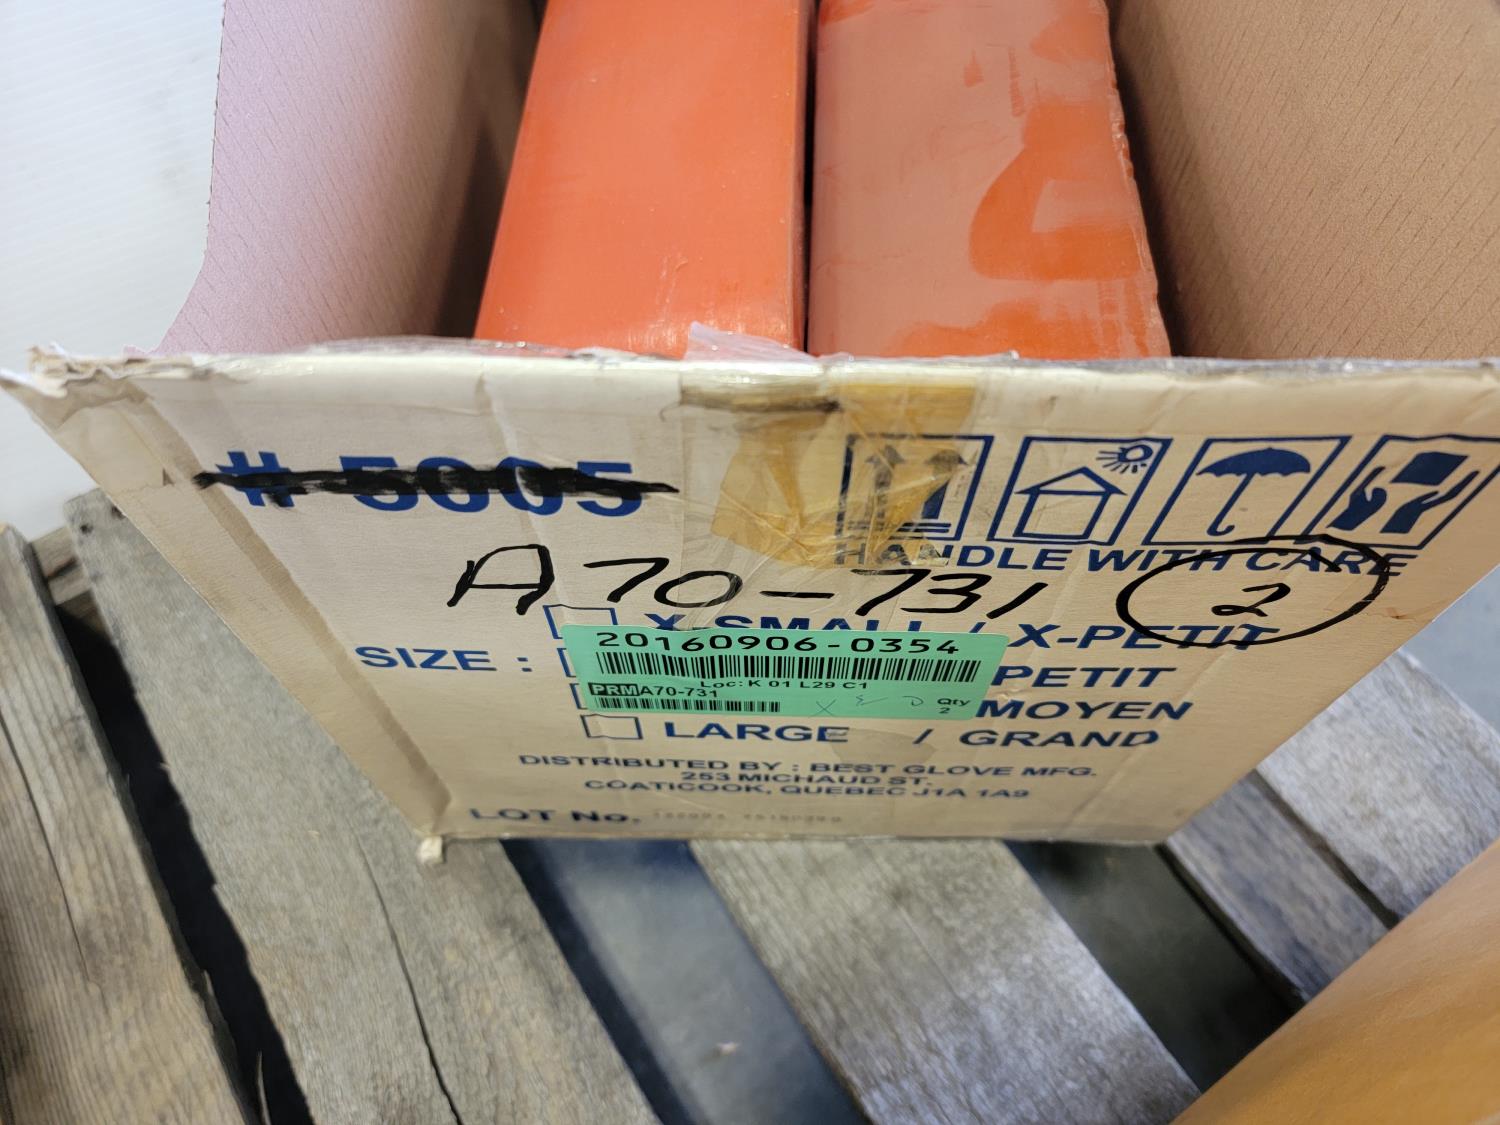 # 5005
HANDLE WITH CARE
A70-731 2
X-SMALL / X-PETIT
SIZE :
20160906-0354
Loc: K 01 L29 C1
PRMA70-731
Qty
2
PETIT
MOYEN
LARGE / GRAND
DISTRIBUTED BY : BEST GLOVE MFG.
253 MICHAUD ST.
COATICOOK, QUEBEC J1A 1A9
LOT No.